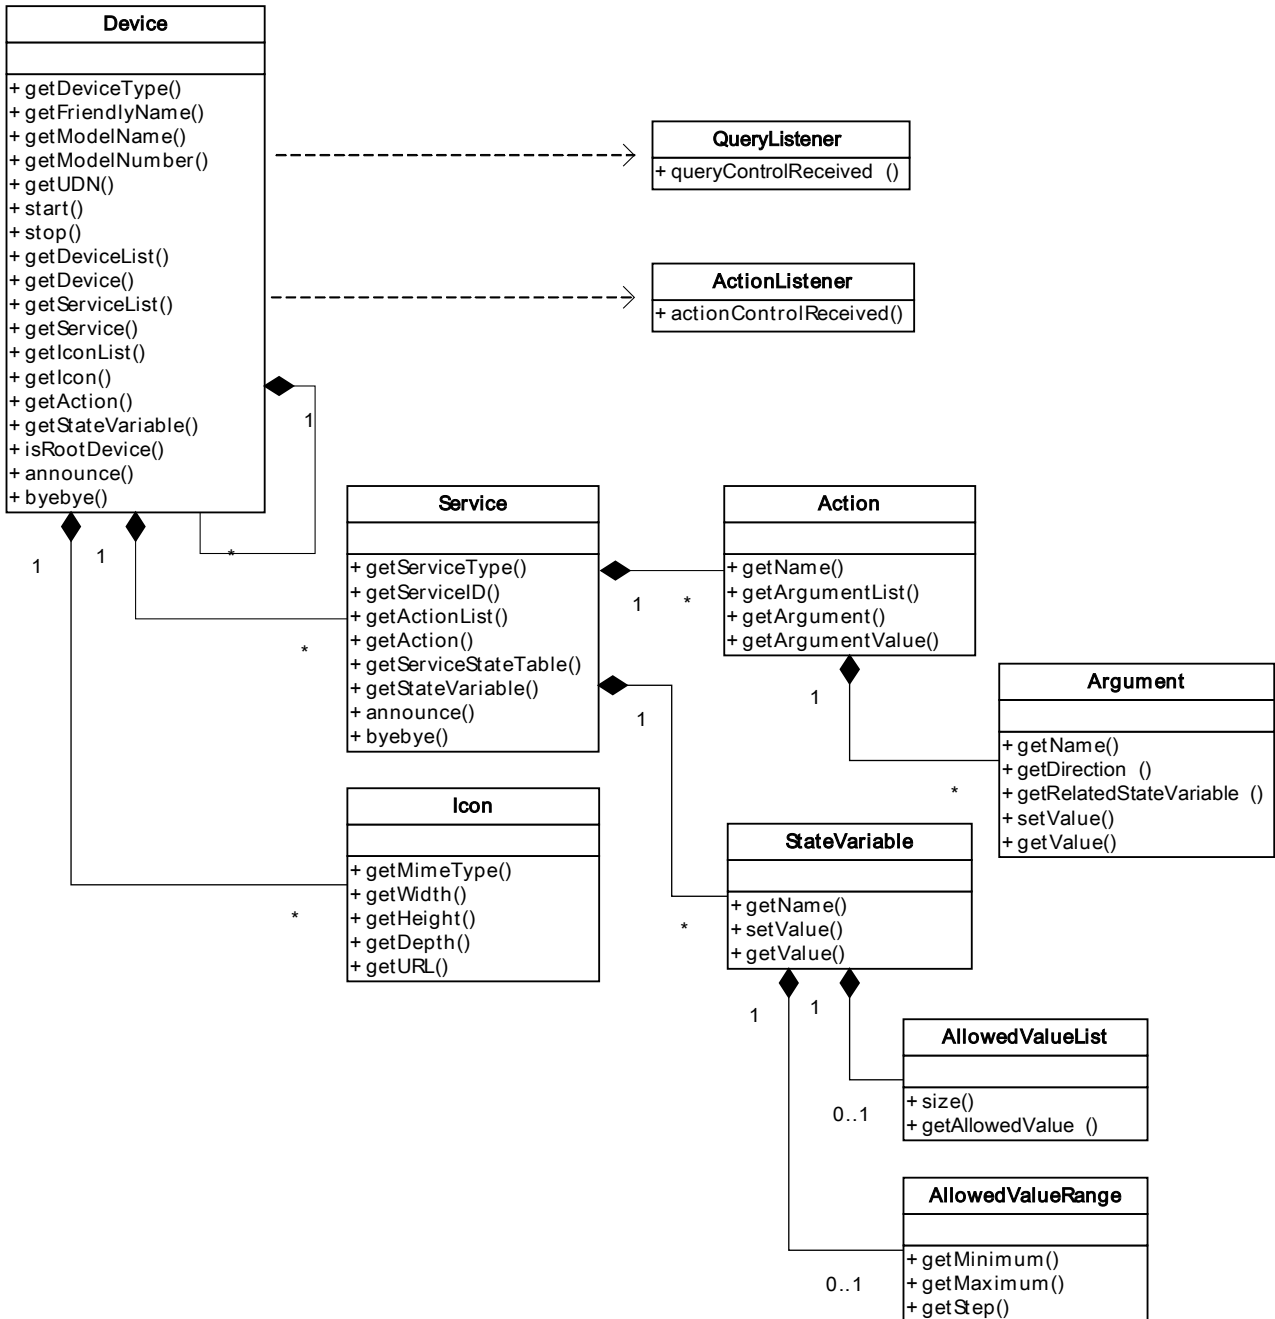 Device
+ getDeviceType()
+ getFriendlyName()
+ getModelName()
+ getModelNumber()
+ getUDN()
+ start()
+ stop()
+ getDeviceList()
+ getDevice()
+ getServiceList()
+ getService()
+ getIconList()
+ getIcon()
+ getAction()
+ getStateVariable()
+ isRootDevice()
+ announce()
+ byebye()
QueryListener
+ queryControlReceived ()
ActionListener
+ actionControlReceived()
1
*
1
1
*
*
Service
+ getServiceType()
+ getServiceID()
+ getActionList()
+ getAction()
+ getServiceStateTable()
+ getStateVariable()
+ announce()
+ byebye()
1
*
1
*
Action
+ getName()
+ getArgumentList()
+ getArgument()
+ getArgumentValue()
1
*
Argument
+ getName()
+ getDirection ()
+ getRelatedStateVariable ()
+ setValue()
+ getValue()
Icon
+ getMimeType()
+ getWidth()
+ getHeight()
+ getDepth()
+ getURL()
StateVariable
+ getName()
+ setValue()
+ getValue()
1
1
0..1
0..1
AllowedValueList
+ size()
+ getAllowedValue ()
AllowedValueRange
+ getMinimum()
+ getMaximum()
+ getStep()